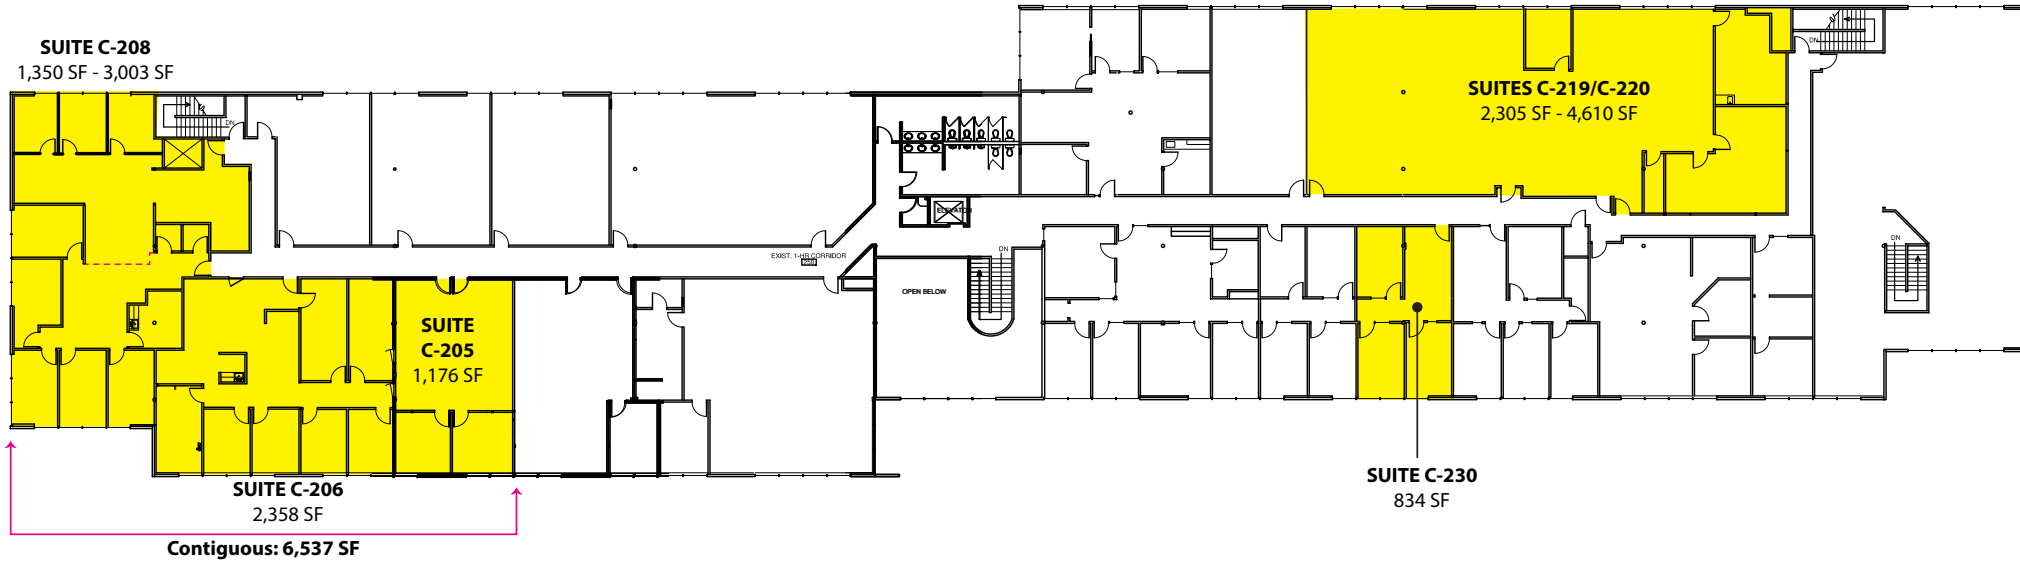 SUITE C-208
1,350 SF - 3,003 SF
DN
SUITES C-219/C-220
2,305 SF - 4,610 SF
DN
ELEVATOR
EXIST. 1-HR CORRIDOR
DN
DN
OPEN BELOW
SUITE
C-205
1,176 SF
SUITE C-206
2,358 SF
SUITE C-230
834 SF
Contiguous: 6,537 SF